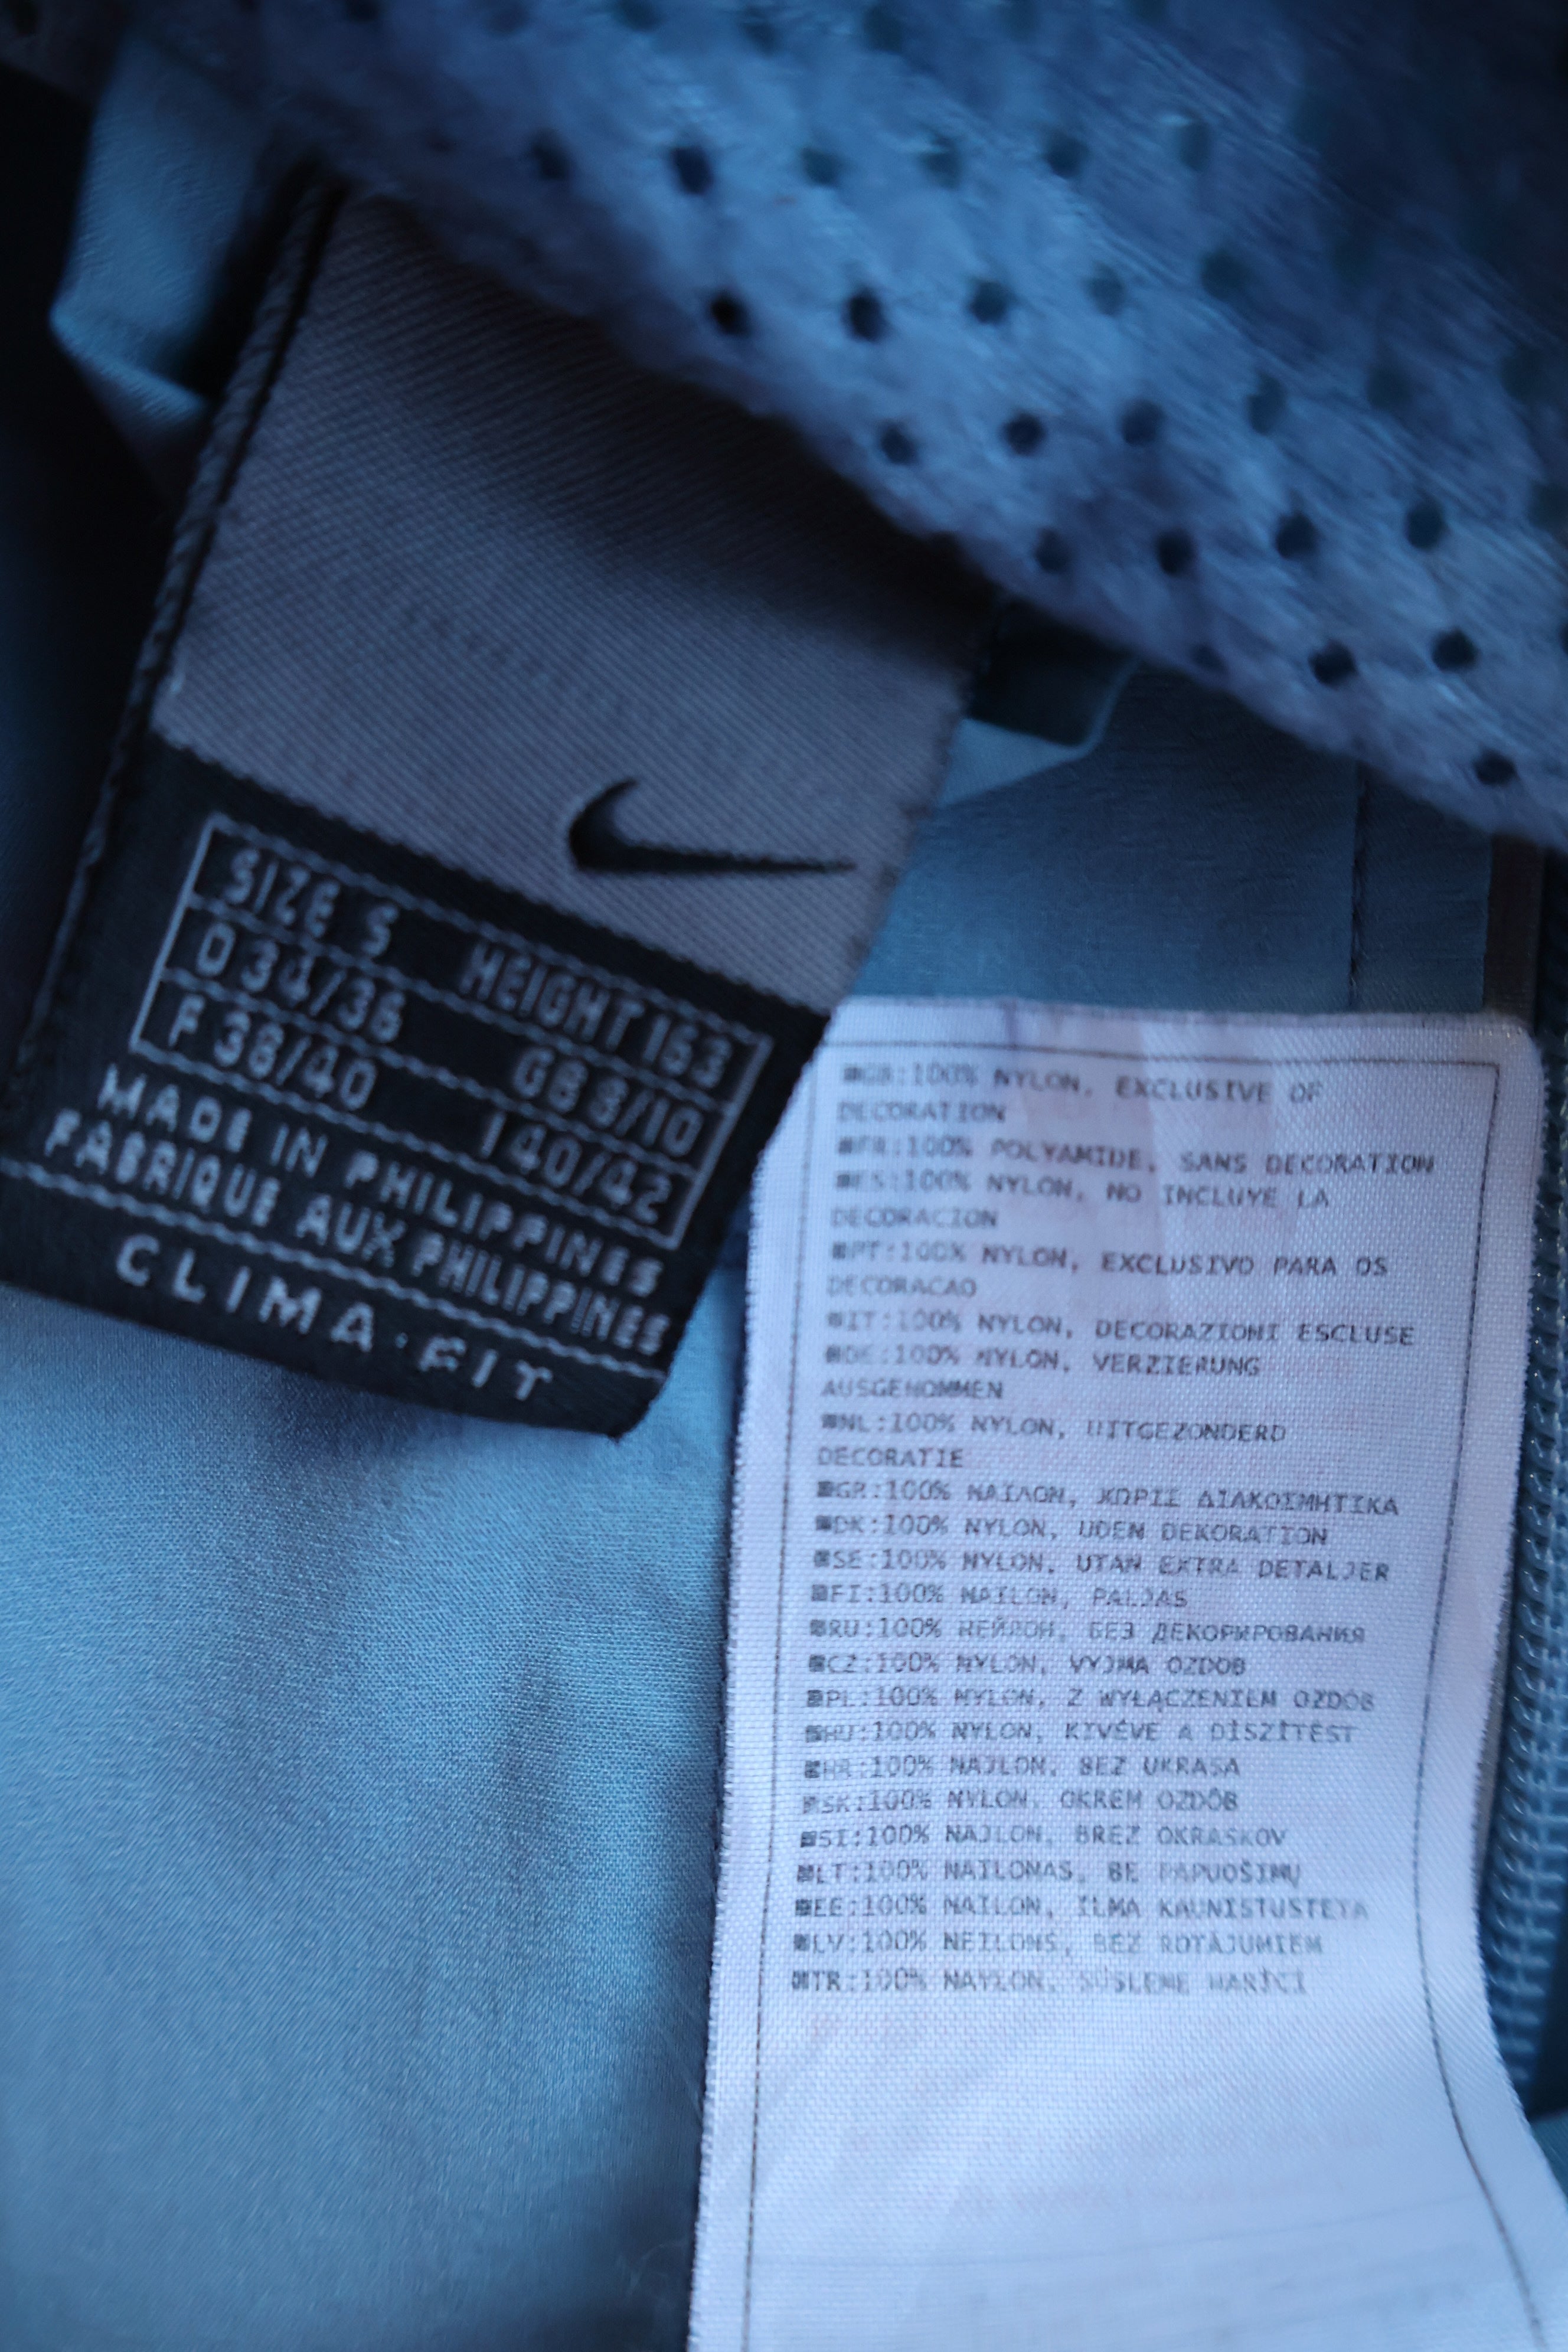 SIZE S HEIGHT 163
D 34/36 GB 8/10
F 38/40 I 40/42
MADE IN PHILIPPINES
FABRIQUE AUX PHILIPPINES
CLIMA·FIT
GB:100% NYLON, EXCLUSIVE OF
DECORATION
FR:100% POLYAMIDE, SANS DECORATION
ES:100% NYLON, NO INCLUYE LA
DECORACION
PT:100% NYLON, EXCLUSIVO PARA OS
DECORACAO
IT:100% NYLON, DECORAZIONI ESCLUSE
DE:100% NYLON, VERZIERUNG
AUSGENOMMEN
NL:100% NYLON, UITGEZONDERD
DECORATIE
GR:100% ΝΑΙΛΟΝ, ΧΩΡΙΣ ΔΙΑΚΟΣΜΗΤΙΚΑ
DK:100% NYLON, UDEN DEKORATION
SE:100% NYLON, UTAN EXTRA DETALJER
FI:100% NAILON, PALJAS
RU:100% НЕЙЛОН, БЕЗ ДЕКОРИРОВАНИЯ
CZ:100% NYLON, VYJMA OZDOB
PL:100% NYLON, Z WYŁĄCZENIEM OZDÓB
HU:100% NYLON, KIVÉVE A DÍSZÍTÉST
HR:100% NAJLON, BEZ UKRASA
SK:100% NYLON, OKREM OZDÔB
SI:100% NAJLON, BREZ OKRASKOV
LT:100% NAILONAS, BE PAPUOŠIMŲ
EE:100% NAILON, ILMA KAUNISTUSTETA
LV:100% NEILONS, BEZ ROTĀJUMIEM
TR:100% NAYLON, SÜSLEME HARİCİ